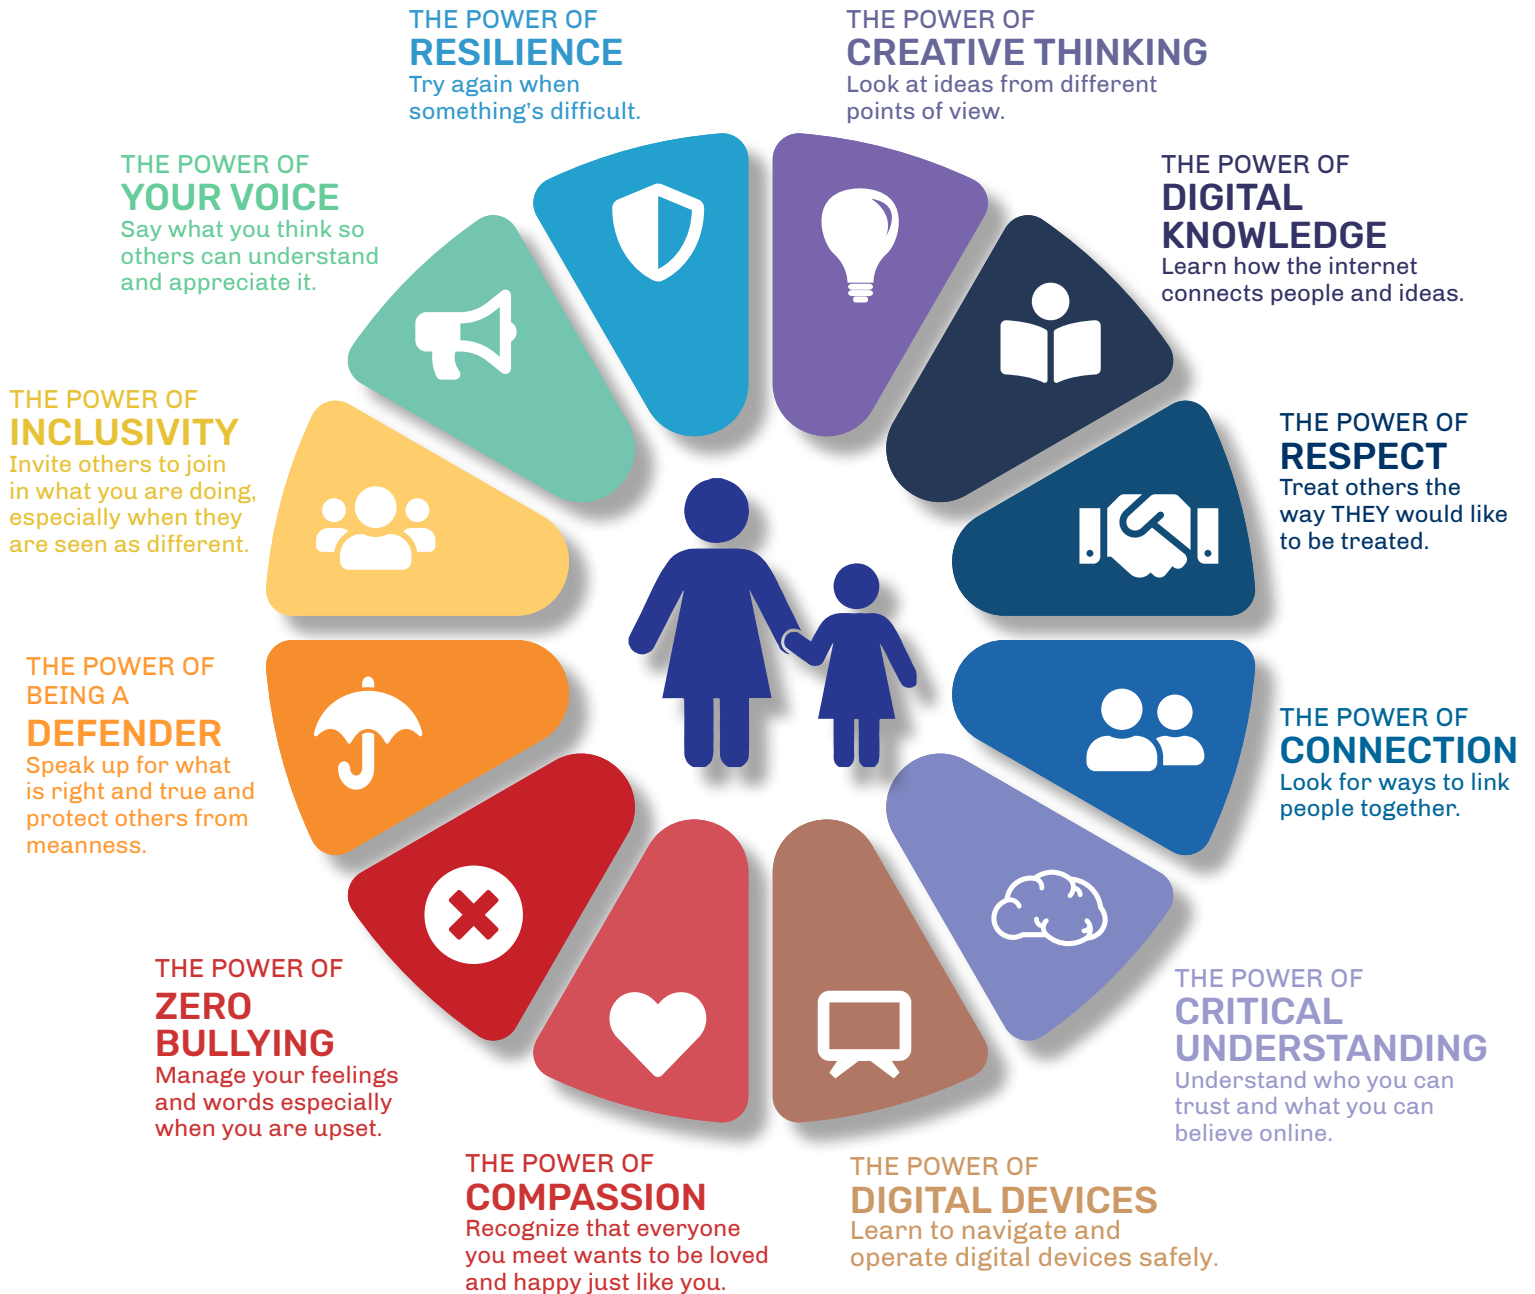 THE POWER OF
RESILIENCE
Try again when
something's difficult.
THE POWER OF
CREATIVE THINKING
Look at ideas from different
points of view.
THE POWER OF
DIGITAL
KNOWLEDGE
Learn how the internet
connects people and ideas.
THE POWER OF
RESPECT
Treat others the
way THEY would like
to be treated.
THE POWER OF
CONNECTION
Look for ways to link
people together.
THE POWER OF
CRITICAL
UNDERSTANDING
Understand who you can
trust and what you can
believe online.
THE POWER OF
DIGITAL DEVICES
Learn to navigate and
operate digital devices safely.
THE POWER OF
COMPASSION
Recognize that everyone
you meet wants to be loved
and happy just like you.
THE POWER OF
ZERO
BULLYING
Manage your feelings
and words especially
when you are upset.
THE POWER OF
BEING A
DEFENDER
Speak up for what
is right and true and
protect others from
meanness.
THE POWER OF
INCLUSIVITY
Invite others to join
in what you are doing,
especially when they
are seen as different.
THE POWER OF
YOUR VOICE
Say what you think so
others can understand
and appreciate it.